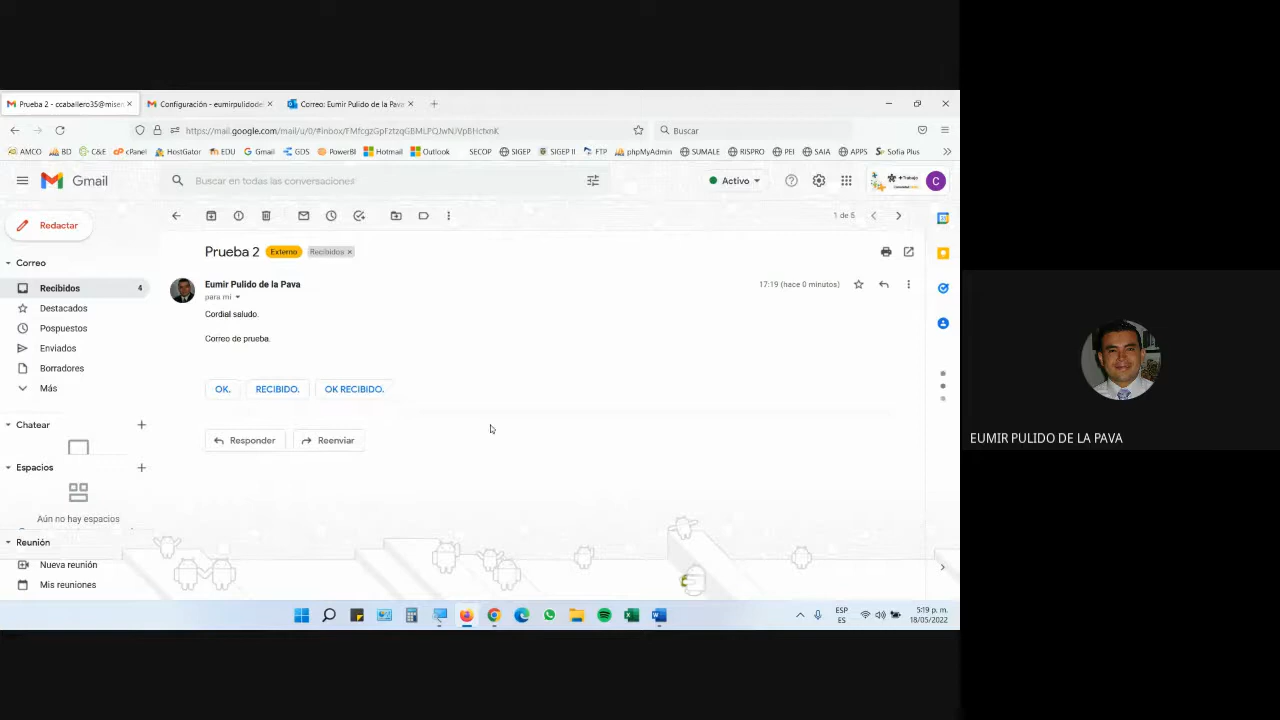 Prueba 2 - ccaballero35@misen
Configuración - eumirpulidodel
Correo: Eumir Pulido de la Pava
https://mail.google.com/mail/u/0/#inbox/
Buscar
AMCO BD C&E cPanel HostGator EDU Gmail GDS PowerBI Hotmail Outlook SECOP SIGEP SIGEP II FTP phpMyAdmin SUMALE RISPRO PEI SAIA APPS Sofia Plus
Gmail
Buscar en todas las conversaciones
Activo
C
Redactar
1 de 5
Prueba 2 Externo Recibidos
Correo
Recibidos 4
Eumir Pulido de la Pava
17:19 (hace 0 minutos)
para mí
Cordial saludo.
Correo de prueba.
Destacados
Pospuestos
Enviados
Borradores
Más
OK. RECIBIDO. OK RECIBIDO.
Responder Reenviar
Chatear
Espacios
Aún no hay espacios
Reunión
Nueva reunión
Mis reuniones
ESP
ES
5:19 p. m.
18/05/2022
EUMIR PULIDO DE LA PAVA